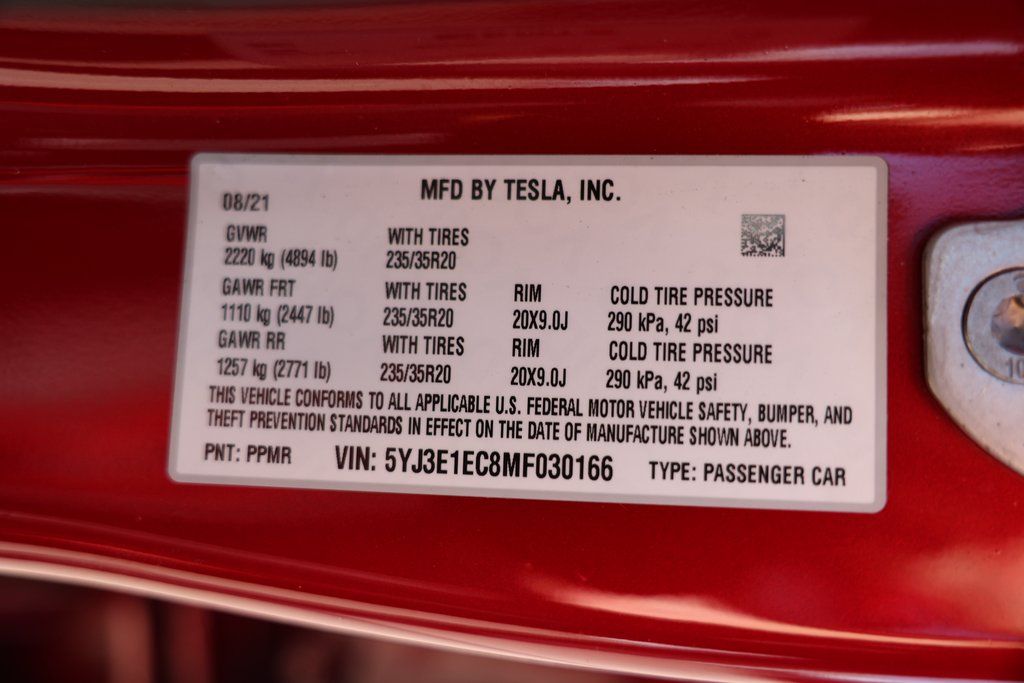 MFD BY TESLA, INC.
08/21
GVWR WITH TIRES
2220 kg (4894 lb) 235/35R20
GAWR FRT WITH TIRES RIM COLD TIRE PRESSURE
1110 kg (2447 lb) 235/35R20 20X9.0J 290 kPa, 42 psi
GAWR RR WITH TIRES RIM COLD TIRE PRESSURE
1257 kg (2771 lb) 235/35R20 20X9.0J 290 kPa, 42 psi
THIS VEHICLE CONFORMS TO ALL APPLICABLE U.S. FEDERAL MOTOR VEHICLE SAFETY, BUMPER, AND
THEFT PREVENTION STANDARDS IN EFFECT ON THE DATE OF MANUFACTURE SHOWN ABOVE.
PNT: PPMR VIN: 5YJ3E1EC8MF030166 TYPE: PASSENGER CAR